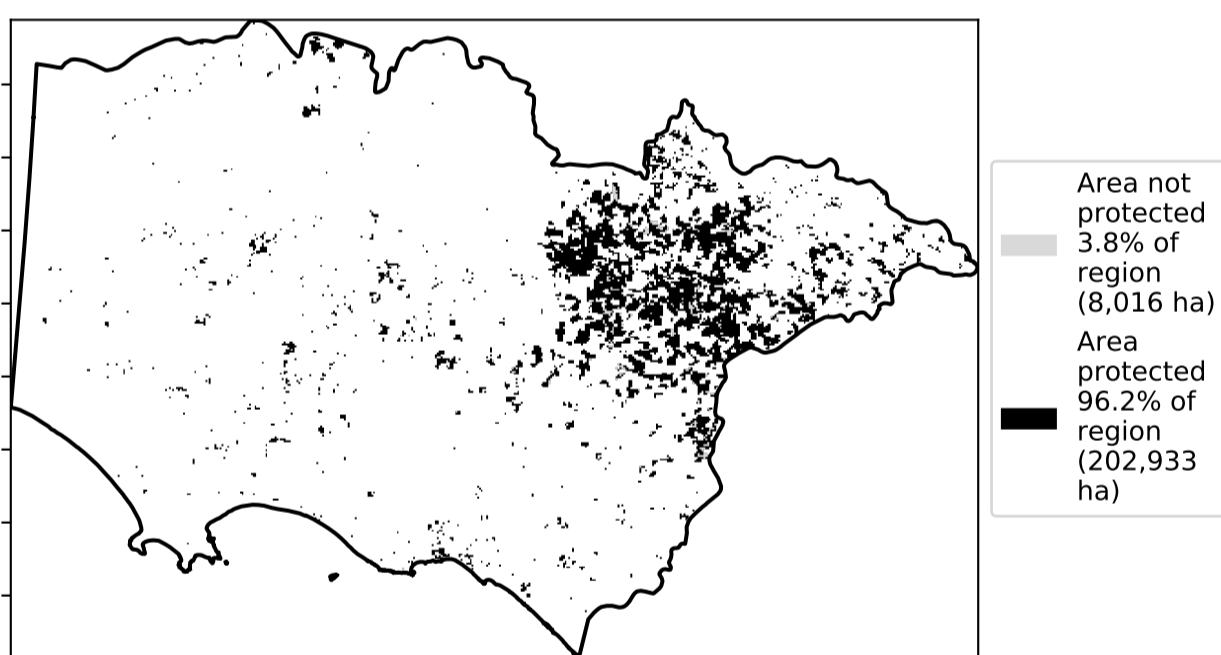 Area not
protected
3.8% of
region
(8,016 ha)
Area
protected
96.2% of
region
(202,933
ha)